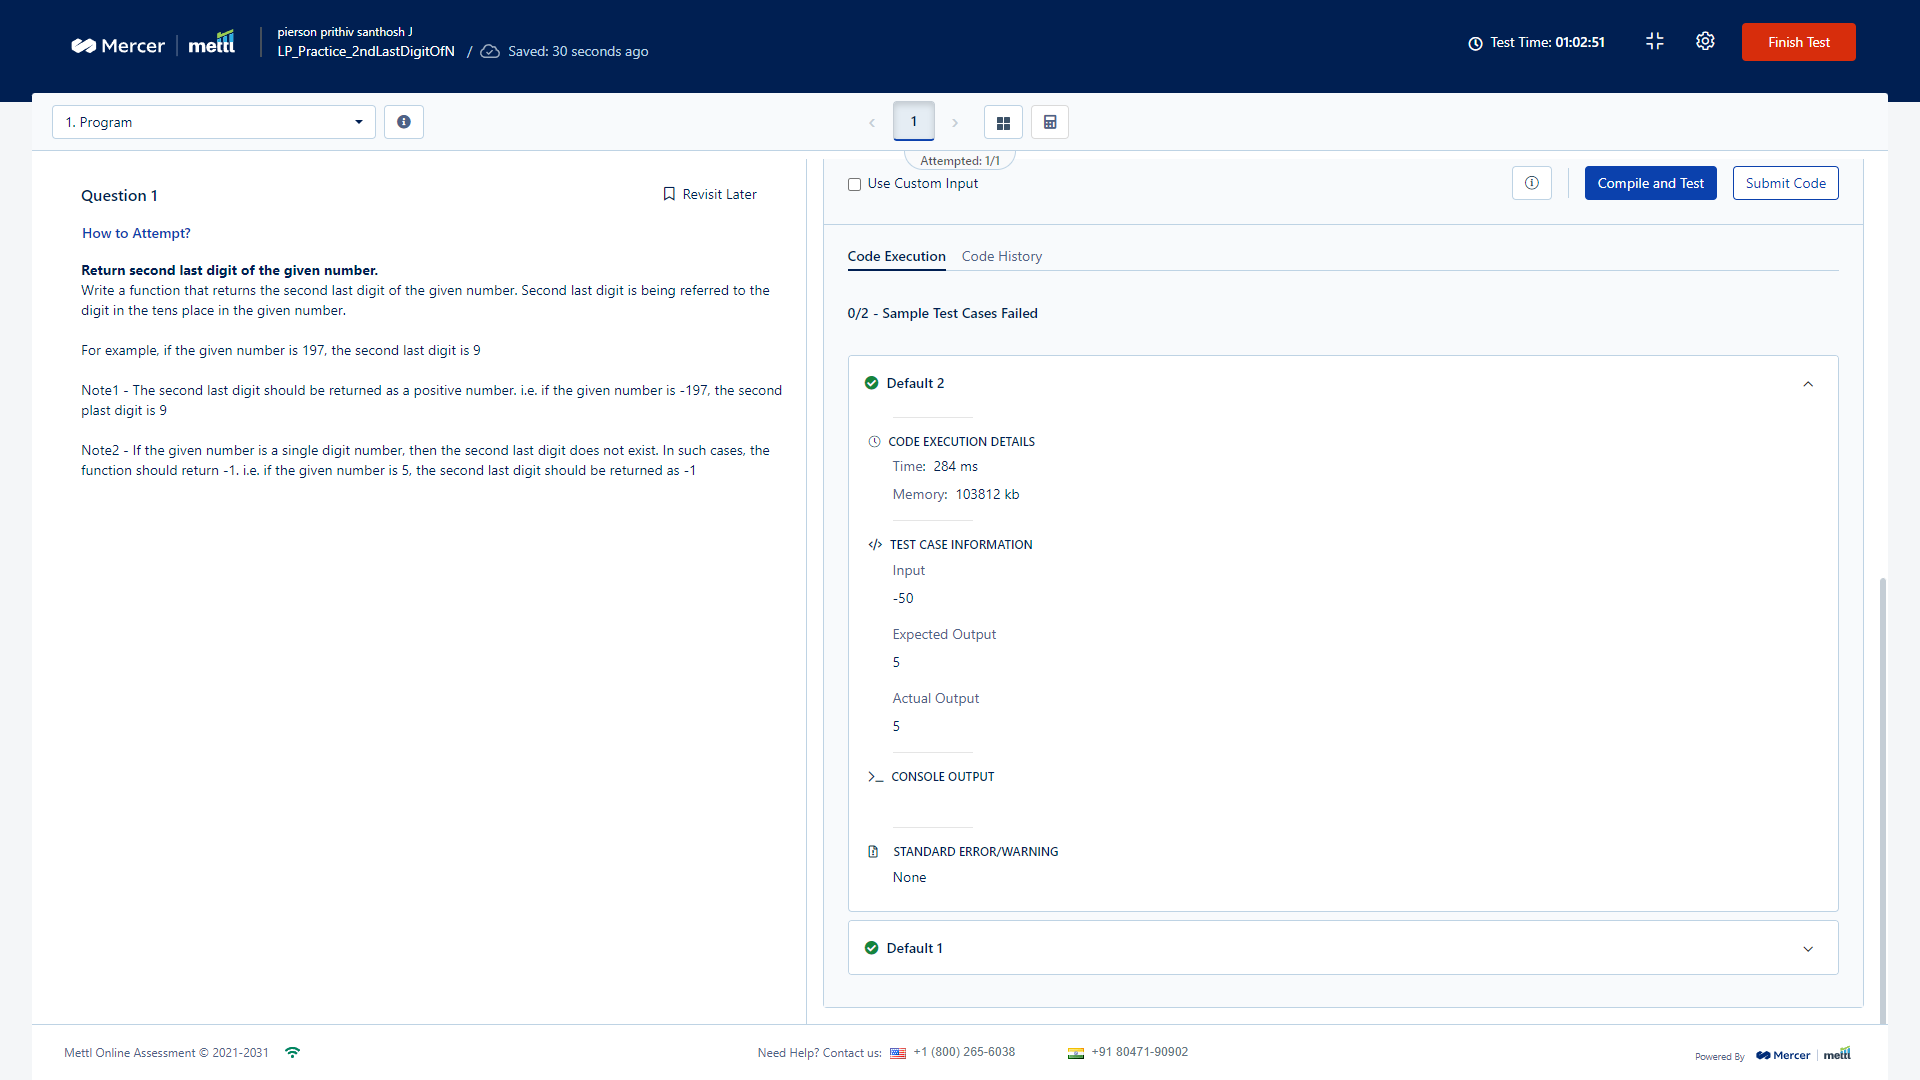 Mercer | mettl
pierson prithiv santhosh J
LP_Practice_2ndLastDigitOfN / Saved: 30 seconds ago
Test Time: 01:02:51
Finish Test
1. Program
1
Attempted: 1/1
Question 1
Revisit Later
How to Attempt?
Return second last digit of the given number.
Write a function that returns the second last digit of the given number. Second last digit is being referred to the
digit in the tens place in the given number.
For example, if the given number is 197, the second last digit is 9
Note1 - The second last digit should be returned as a positive number. i.e. if the given number is -197, the second
plast digit is 9
Note2 - If the given number is a single digit number, then the second last digit does not exist. In such cases, the
function should return -1. i.e. if the given number is 5, the second last digit should be returned as -1
Use Custom Input
Compile and Test
Submit Code
Code Execution
Code History
0/2 - Sample Test Cases Failed
Default 2
CODE EXECUTION DETAILS
Time: 284 ms
Memory: 103812 kb
</> TEST CASE INFORMATION
Input
-50
Expected Output
5
Actual Output
5
CONSOLE OUTPUT
STANDARD ERROR/WARNING
None
Default 1
Mettl Online Assessment © 2021-2031
Need Help? Contact us: +1 (800) 265-6038
+91 80471-90902
Powered By Mercer | mettl